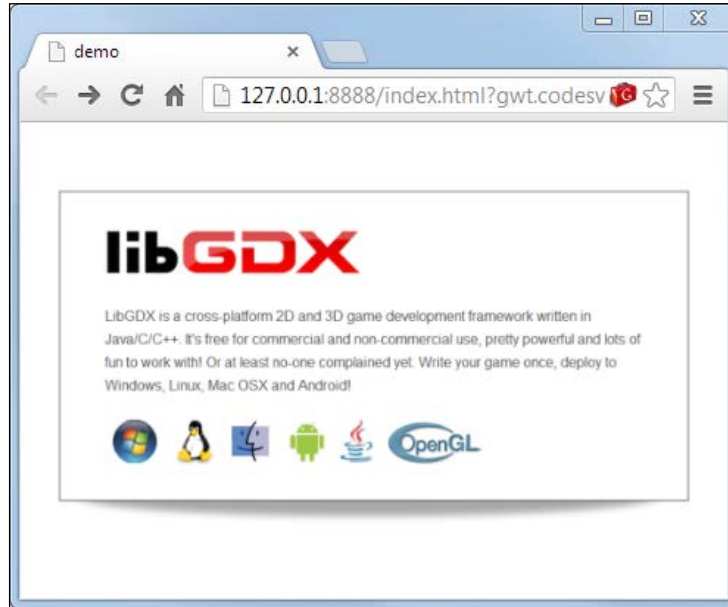 demo
127.0.0.1:8888/index.html?gwt.codesv
libGDX
LibGDX is a cross-platform 2D and 3D game development framework written in
Java/C/C++. It's free for commercial and non-commercial use, pretty powerful and lots of
fun to work with! Or at least no-one complained yet. Write your game once, deploy to
Windows, Linux, Mac OSX and Android!
OpenGL